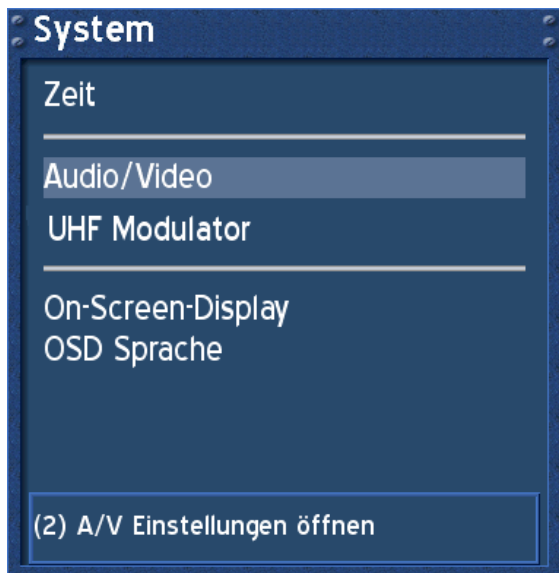 System
Zeit
Audio/Video
UHF Modulator
On-Screen-Display
OSD Sprache
(2) A/V Einstellungen öffnen